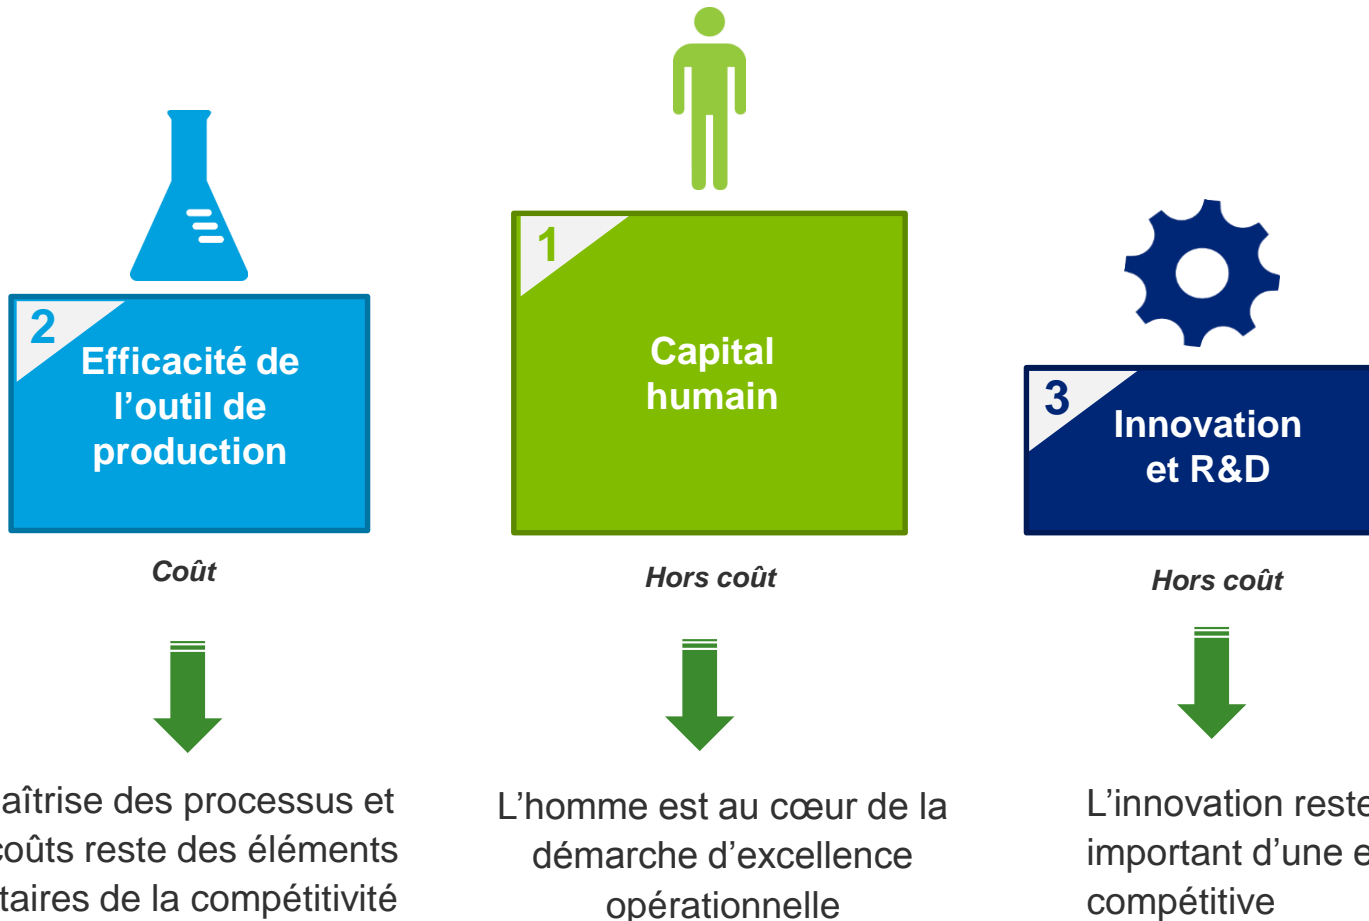 2
Efficacité de
l’outil de
production
Coût
aîtrise des processus et
coûts reste des éléments
taires de la compétitivité
1
Capital
humain
Hors coût
L’homme est au cœur de la
démarche d’excellence
opérationnelle
3
Innovation
et R&D
Hors coût
L’innovation reste
important d’une e
compétitive